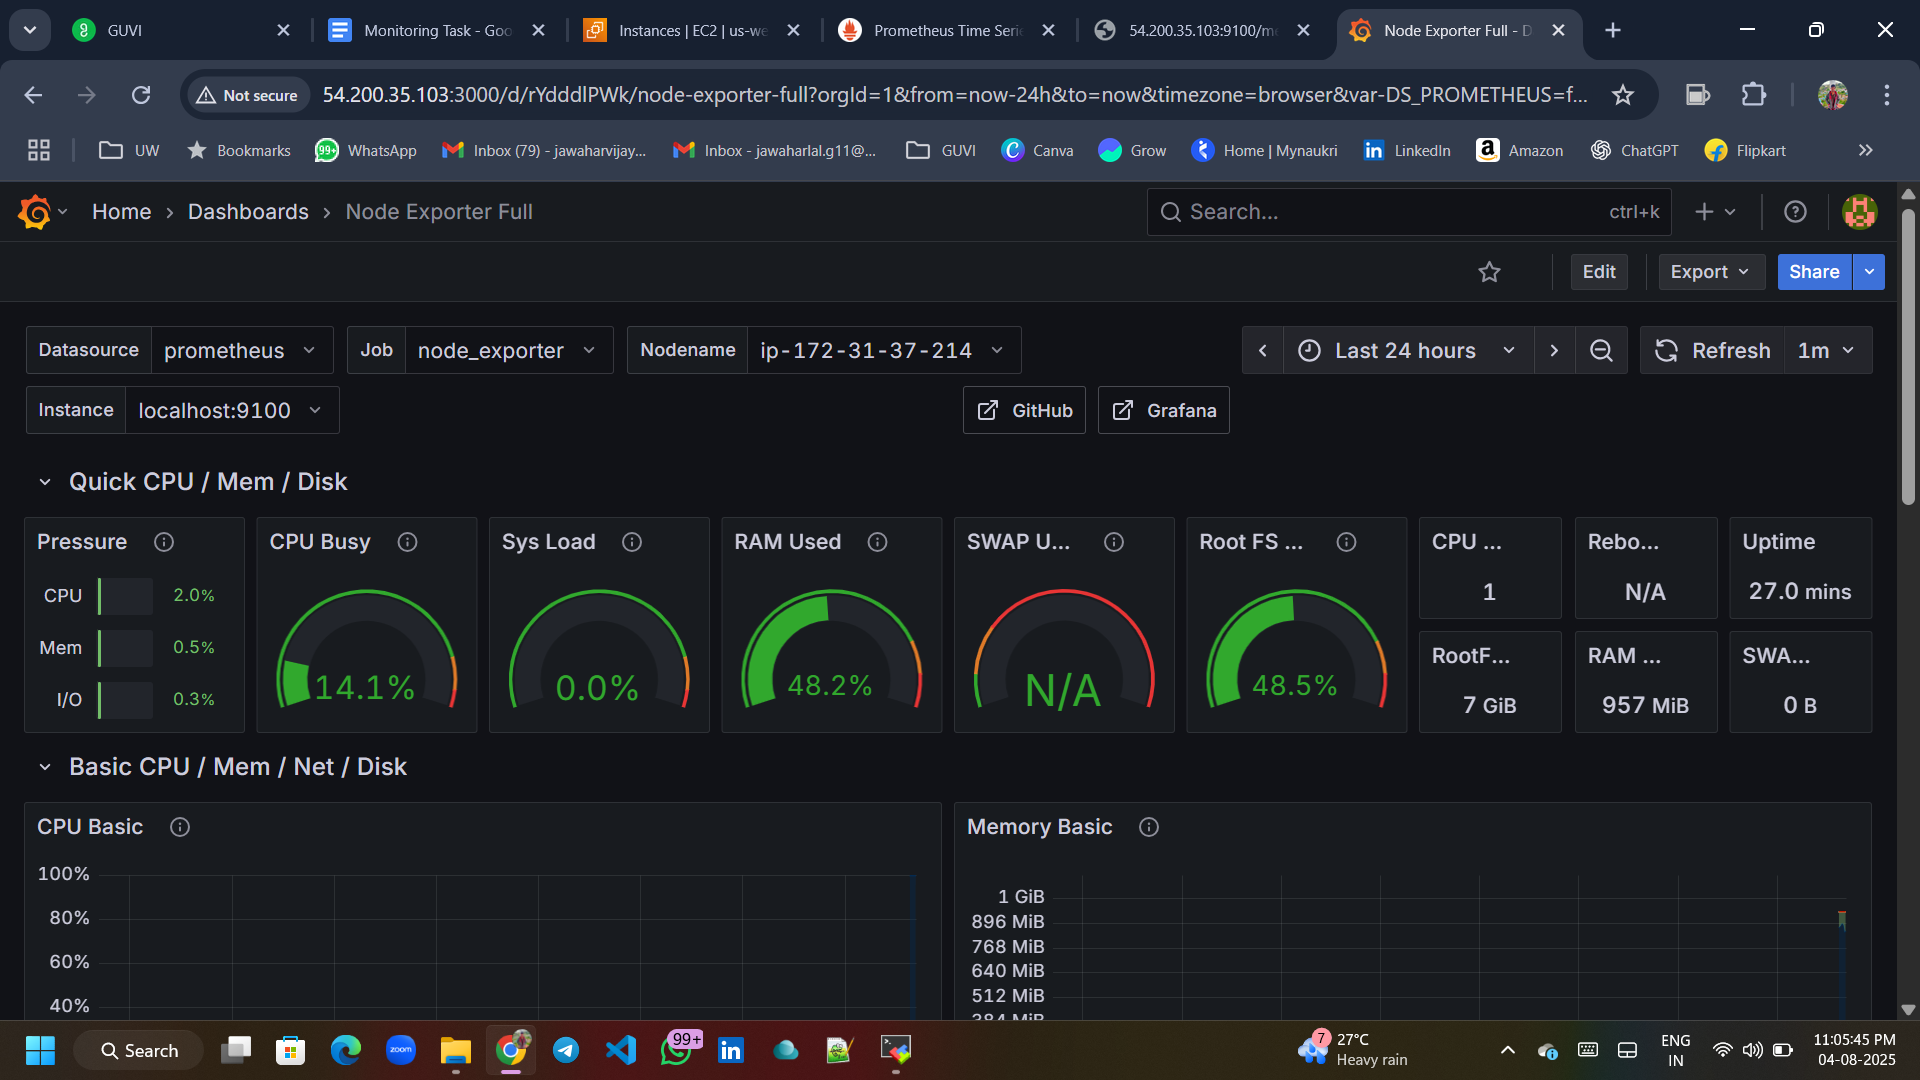 GUVI
Monitoring Task - Goo
Instances | EC2 | us-we
Prometheus Time Serie
54.200.35.103:9100/me
Node Exporter Full - D
Not secure
54.200.35.103:3000/d/rYdddlPWk/node-exporter-full?orgId=1&from=now-24h&to=now&timezone=browser&var-DS_PROMETHEUS=f...
UW
Bookmarks
99+
WhatsApp
Inbox (79) - jawaharvijay...
Inbox - jawaharlal.g11@...
GUVI
Canva
Grow
Home | Mynaukri
LinkedIn
Amazon
ChatGPT
Flipkart
Home › Dashboards › Node Exporter Full
Search...
ctrl+k
Edit
Export
Share
Datasource
prometheus
Job
node_exporter
Nodename
ip-172-31-37-214
Last 24 hours
Refresh
1m
Instance
localhost:9100
GitHub
Grafana
Quick CPU / Mem / Disk
Pressure
CPU
2.0%
Mem
0.5%
I/O
0.3%
CPU Busy
14.1%
Sys Load
0.0%
RAM Used
48.2%
SWAP U...
N/A
Root FS ...
48.5%
CPU ...
1
Rebo...
N/A
Uptime
27.0 mins
RootF...
7 GiB
RAM ...
957 MiB
SWA...
0 B
Basic CPU / Mem / Net / Disk
CPU Basic
100%
80%
60%
40%
Memory Basic
1 GiB
896 MiB
768 MiB
640 MiB
512 MiB
384 MiB
Search
zoom
99+
7
27°C
Heavy rain
ENG
IN
11:05:45 PM
04-08-2025